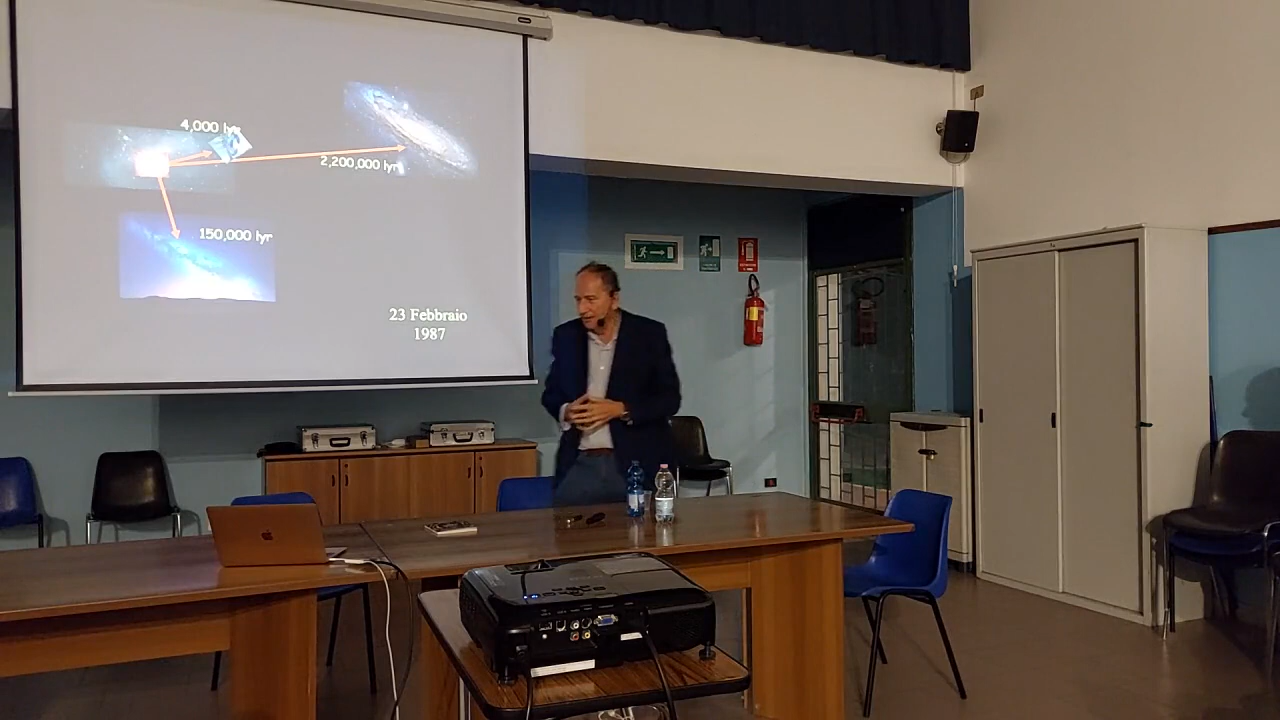 4,000 lyr
2,200,000 lyr
150,000 lyr
23 Febbraio
1987